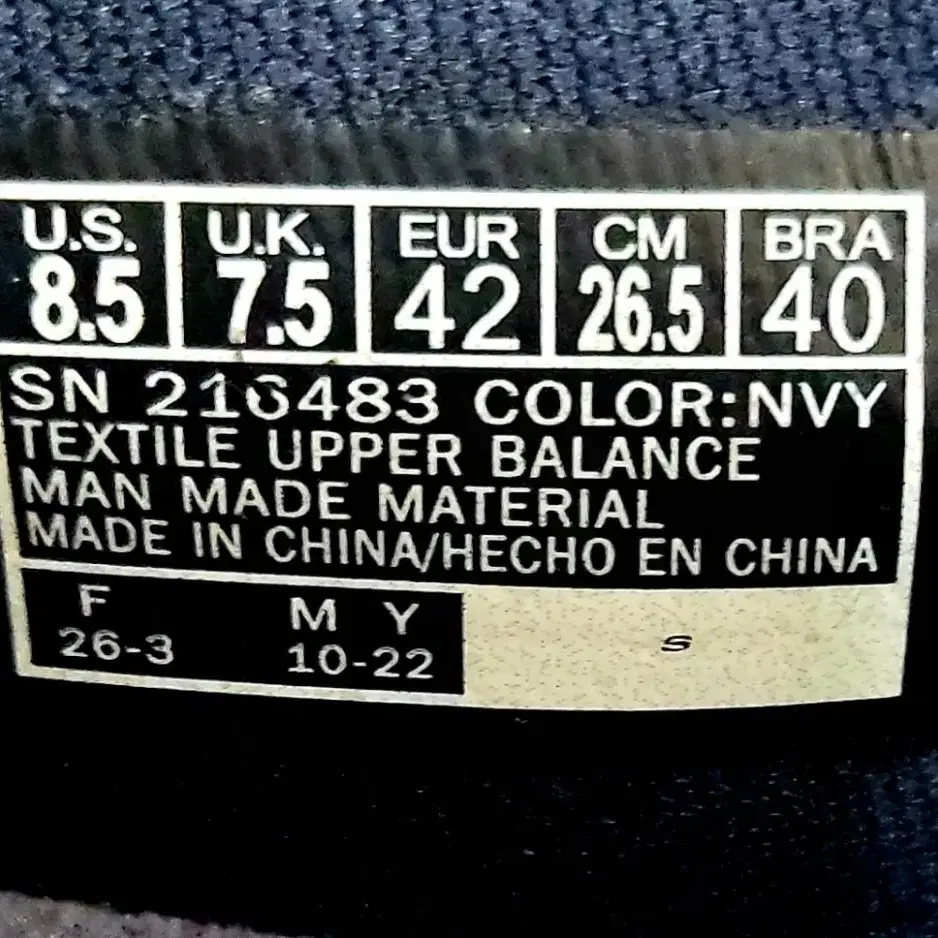 U.S. U.K. EUR CM BRA
8.5 7.5 42 26.5 40
SN 216483 COLOR:NVY
TEXTILE UPPER BALANCE
MAN MADE MATERIAL
MADE IN CHINA/HECHO EN CHINA
F M Y
26-3 10-22
S